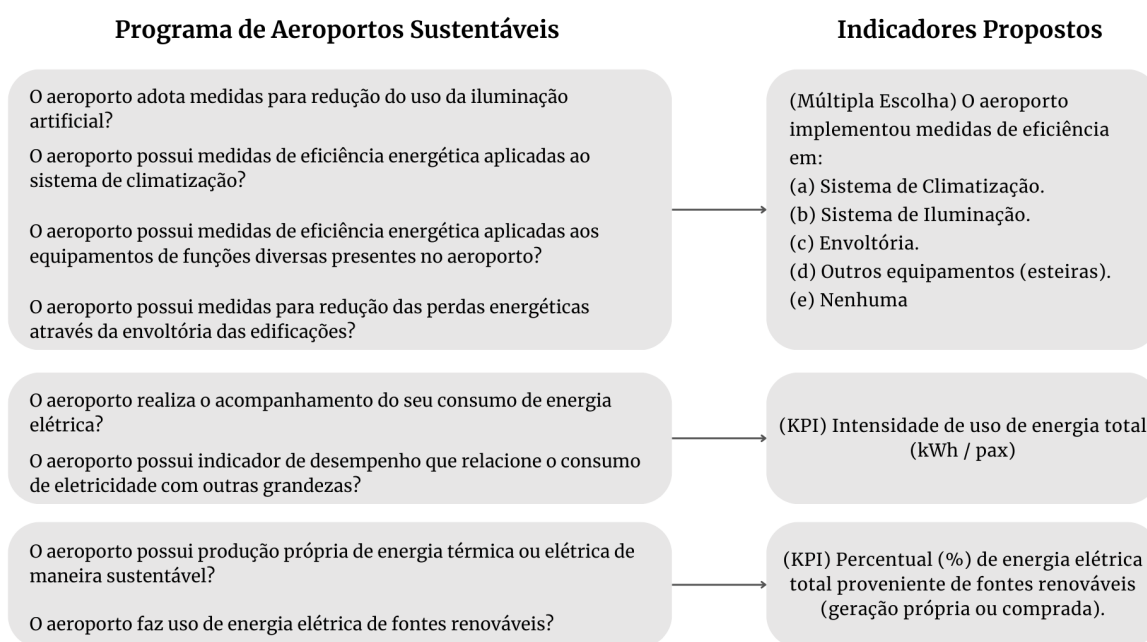 Programa de Aeroportos Sustentáveis
Indicadores Propostos
O aeroporto adota medidas para redução do uso da iluminação
artificial?
O aeroporto possui medidas de eficiência energética aplicadas ao
sistema de climatização?
O aeroporto possui medidas de eficiência energética aplicadas aos
equipamentos de funções diversas presentes no aeroporto?
O aeroporto possui medidas para redução das perdas energéticas
através da envoltória das edificações?
(Múltipla Escolha) O aeroporto
implementou medidas de eficiência
em:
(a) Sistema de Climatização.
(b) Sistema de Iluminação.
(c) Envoltória.
(d) Outros equipamentos (esteiras).
(e) Nenhuma
O aeroporto realiza o acompanhamento do seu consumo de energia
elétrica?
O aeroporto possui indicador de desempenho que relacione o consumo
de eletricidade com outras grandezas?
(KPI) Intensidade de uso de energia total
(kWh / pax)
O aeroporto possui produção própria de energia térmica ou elétrica de
maneira sustentável?
O aeroporto faz uso de energia elétrica de fontes renováveis?
(KPI) Percentual (%) de energia elétrica
total proveniente de fontes renováveis
(geração própria ou comprada).